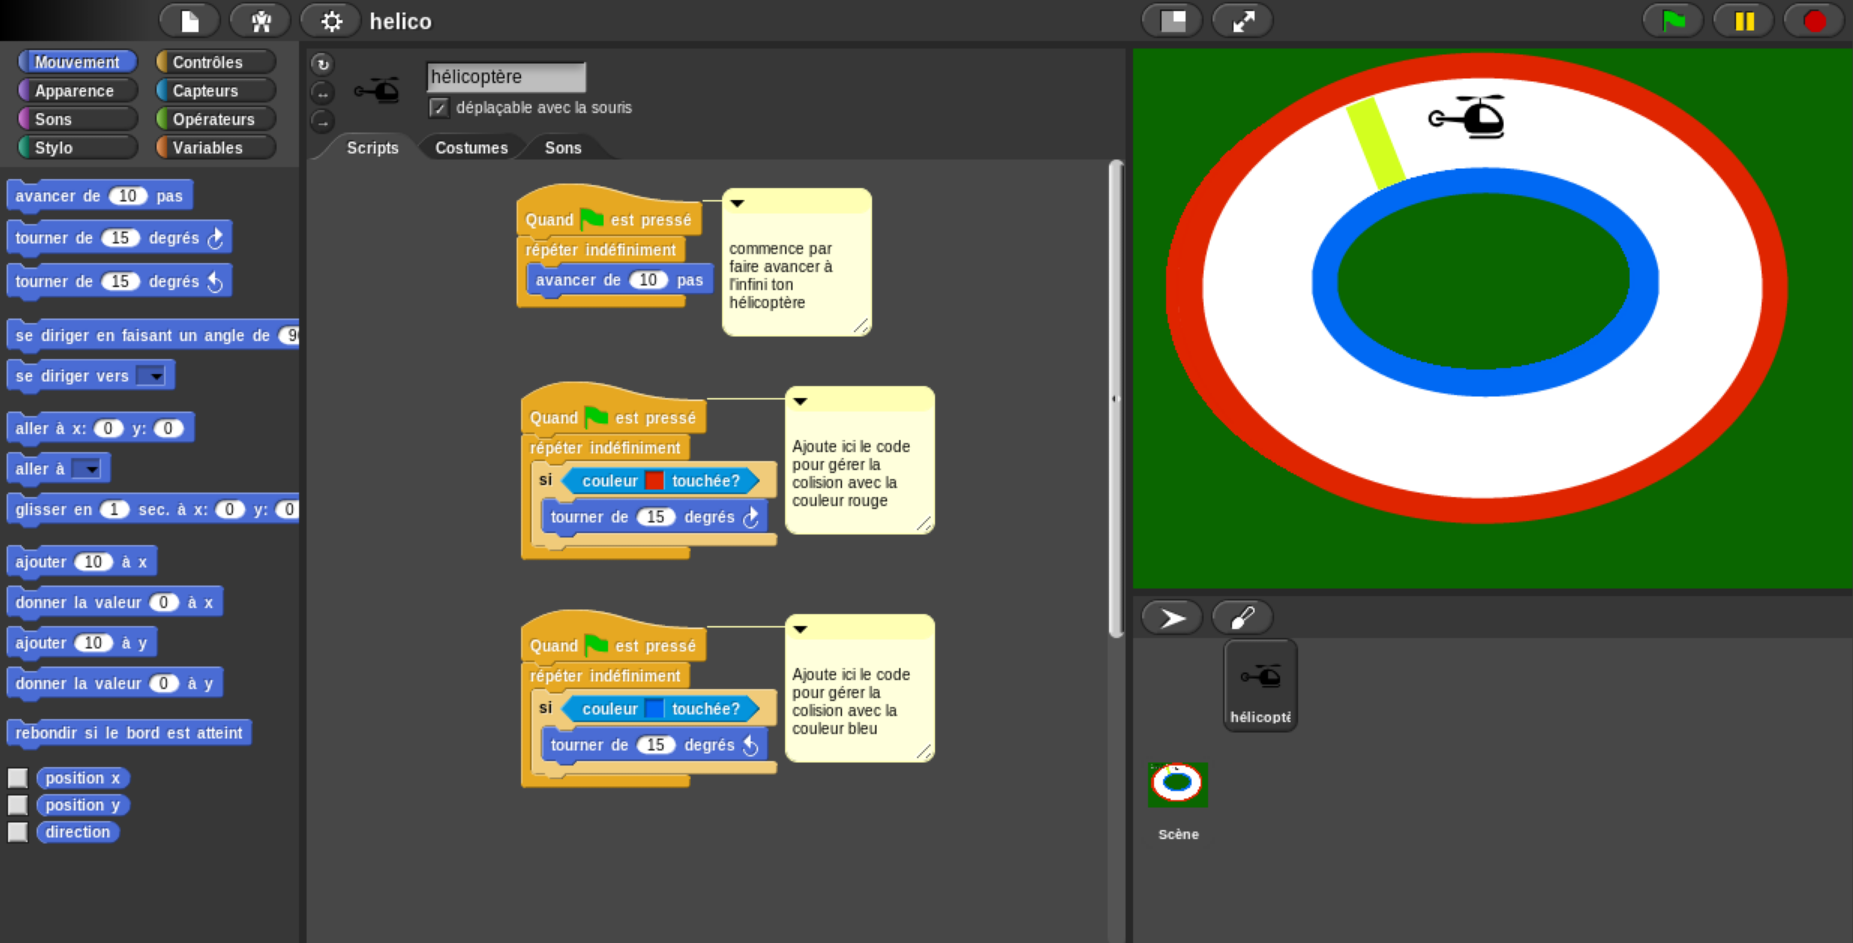 helico
Mouvement
Contrôles
Apparence
Capteurs
Sons
Opérateurs
Stylo
Variables
avancer de 10 pas
tourner de 15 degrés
tourner de 15 degrés
se diriger en faisant un angle de 9
se diriger vers
aller à x: 0 y: 0
aller à
glisser en 1 sec. à x: 0 y: 0
ajouter 10 à x
donner la valeur 0 à x
ajouter 10 à y
donner la valeur 0 à y
rebondir si le bord est atteint
position x
position y
direction
hélicoptère
déplaçable avec la souris
Scripts
Costumes
Sons
Quand est pressé
répéter indéfiniment
avancer de 10 pas
commence par
faire avancer à
l'infini ton
hélicoptère
Quand est pressé
répéter indéfiniment
si couleur touchée?
tourner de 15 degrés
Ajoute ici le code
pour gérer la
colision avec la
couleur rouge
Quand est pressé
répéter indéfiniment
si couleur touchée?
tourner de 15 degrés
Ajoute ici le code
pour gérer la
colision avec la
couleur bleu
hélicoptè
Scène